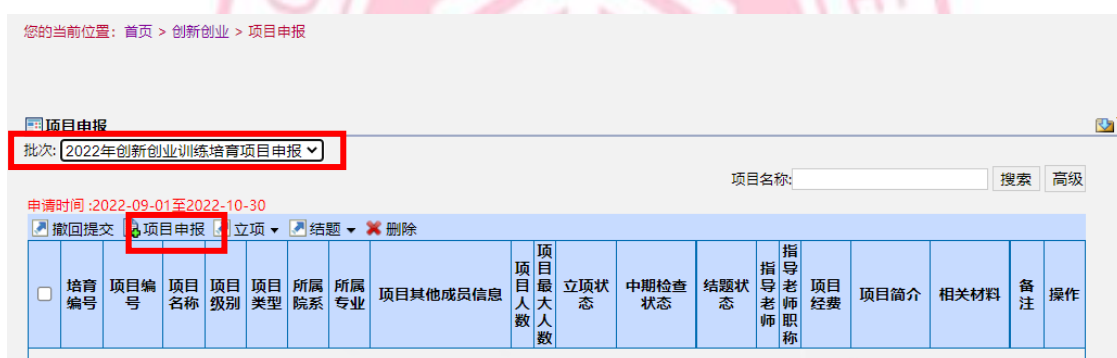 您的当前位置：首页 > 创新创业 > 项目申报
项目申报
批次: 2022年创新创业训练培育项目申报
项目名称: 搜索 高级
申请时间 :2022-09-01至2022-10-30
撤回提交 项目申报 立项 结题 删除
培育编号 项目编号 项目名称 项目级别 项目类型 所属院系 所属专业 项目其他成员信息 项目人数 项目最大人数 立项状态 中期检查状态 结题状态 指导老师 指导老师职称 项目经费 项目简介 相关材料 备注 操作